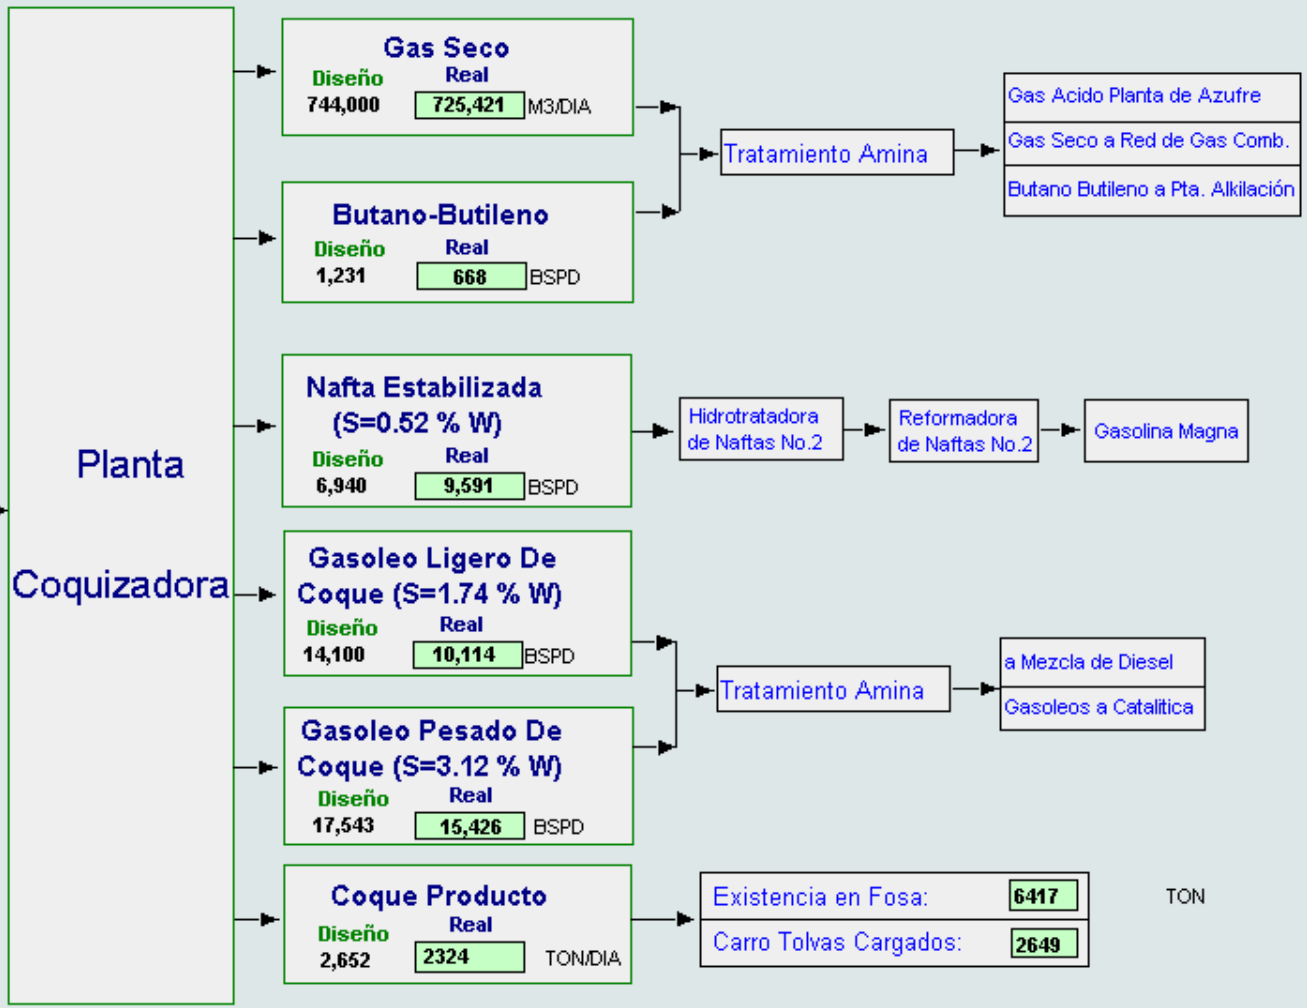 Planta
Coquizadora
Gas Seco
Diseño Real
744,000 725,421 M3/DIA
Butano-Butileno
Diseño Real
1,231 668 BSPD
Tratamiento Amina
Gas Acido Planta de Azufre
Gas Seco a Red de Gas Comb.
Butano Butileno a Pta. Alkilación
Nafta Estabilizada
(S=0.52 % W)
Diseño Real
6,940 9,591 BSPD
Hidrotratadora
de Naftas No.2
Reformadora
de Naftas No.2
Gasolina Magna
Gasoleo Ligero De
Coque (S=1.74 % W)
Diseño Real
14,100 10,114 BSPD
Gasoleo Pesado De
Coque (S=3.12 % W)
Diseño Real
17,543 15,426 BSPD
Tratamiento Amina
a Mezcla de Diesel
Gasoleos a Catalitica
Coque Producto
Diseño Real
2,652 2324 TON/DIA
Existencia en Fosa: 6417 TON
Carro Tolvas Cargados: 2649